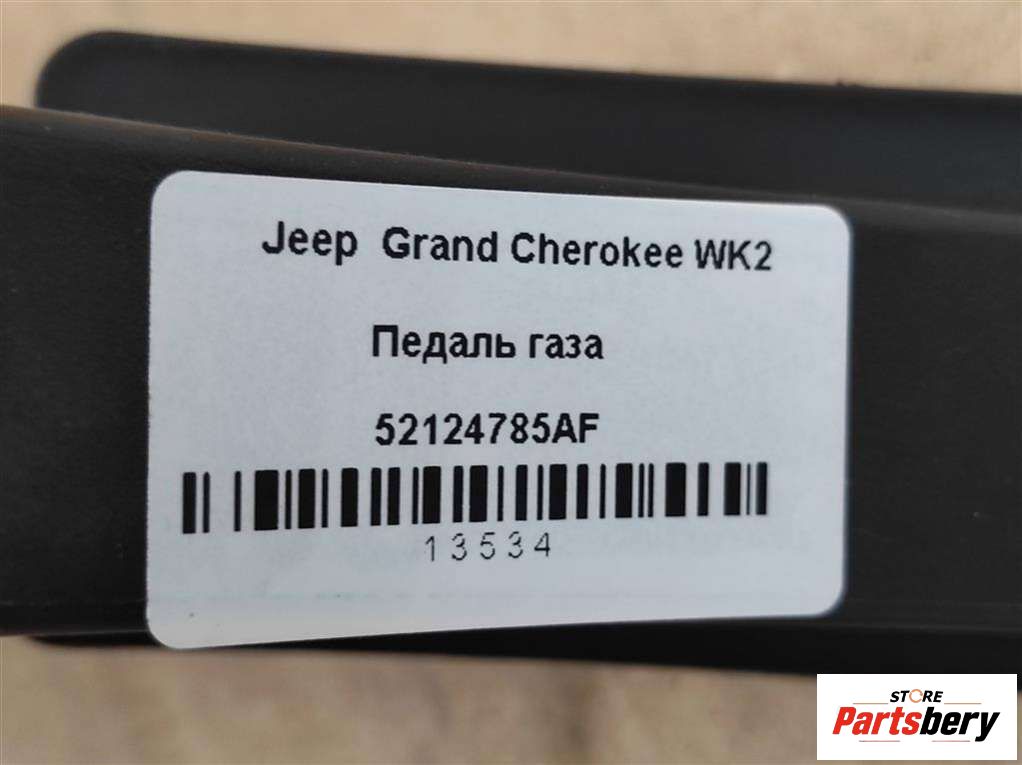 Jeep Grand Cherokee WK2
Педаль газа
52124785AF
13534
STORE
Partsbery